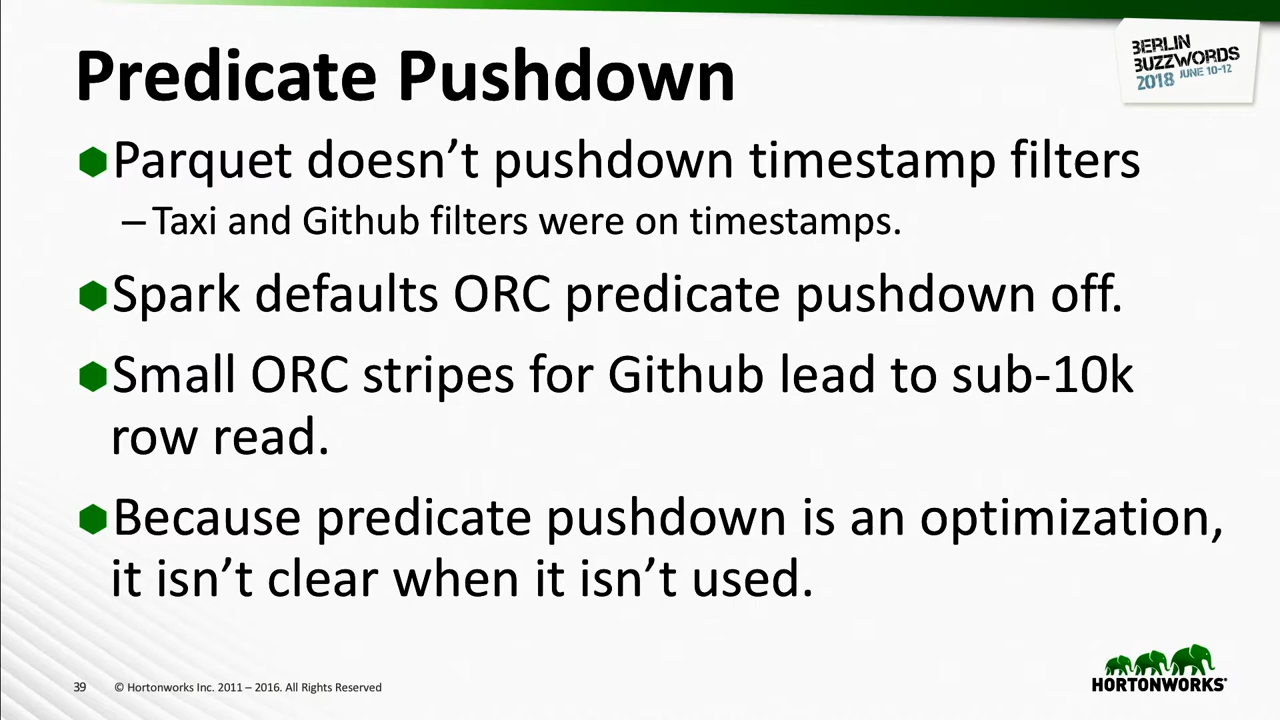 Predicate Pushdown
BERLIN
BUZZWORDS
2018 JUNE 10-12
Parquet doesn’t pushdown timestamp filters
–Taxi and Github filters were on timestamps.
Spark defaults ORC predicate pushdown off.
Small ORC stripes for Github lead to sub-10k
row read.
Because predicate pushdown is an optimization,
it isn’t clear when it isn’t used.
39 © Hortonworks Inc. 2011 – 2016. All Rights Reserved
HORTONWORKS